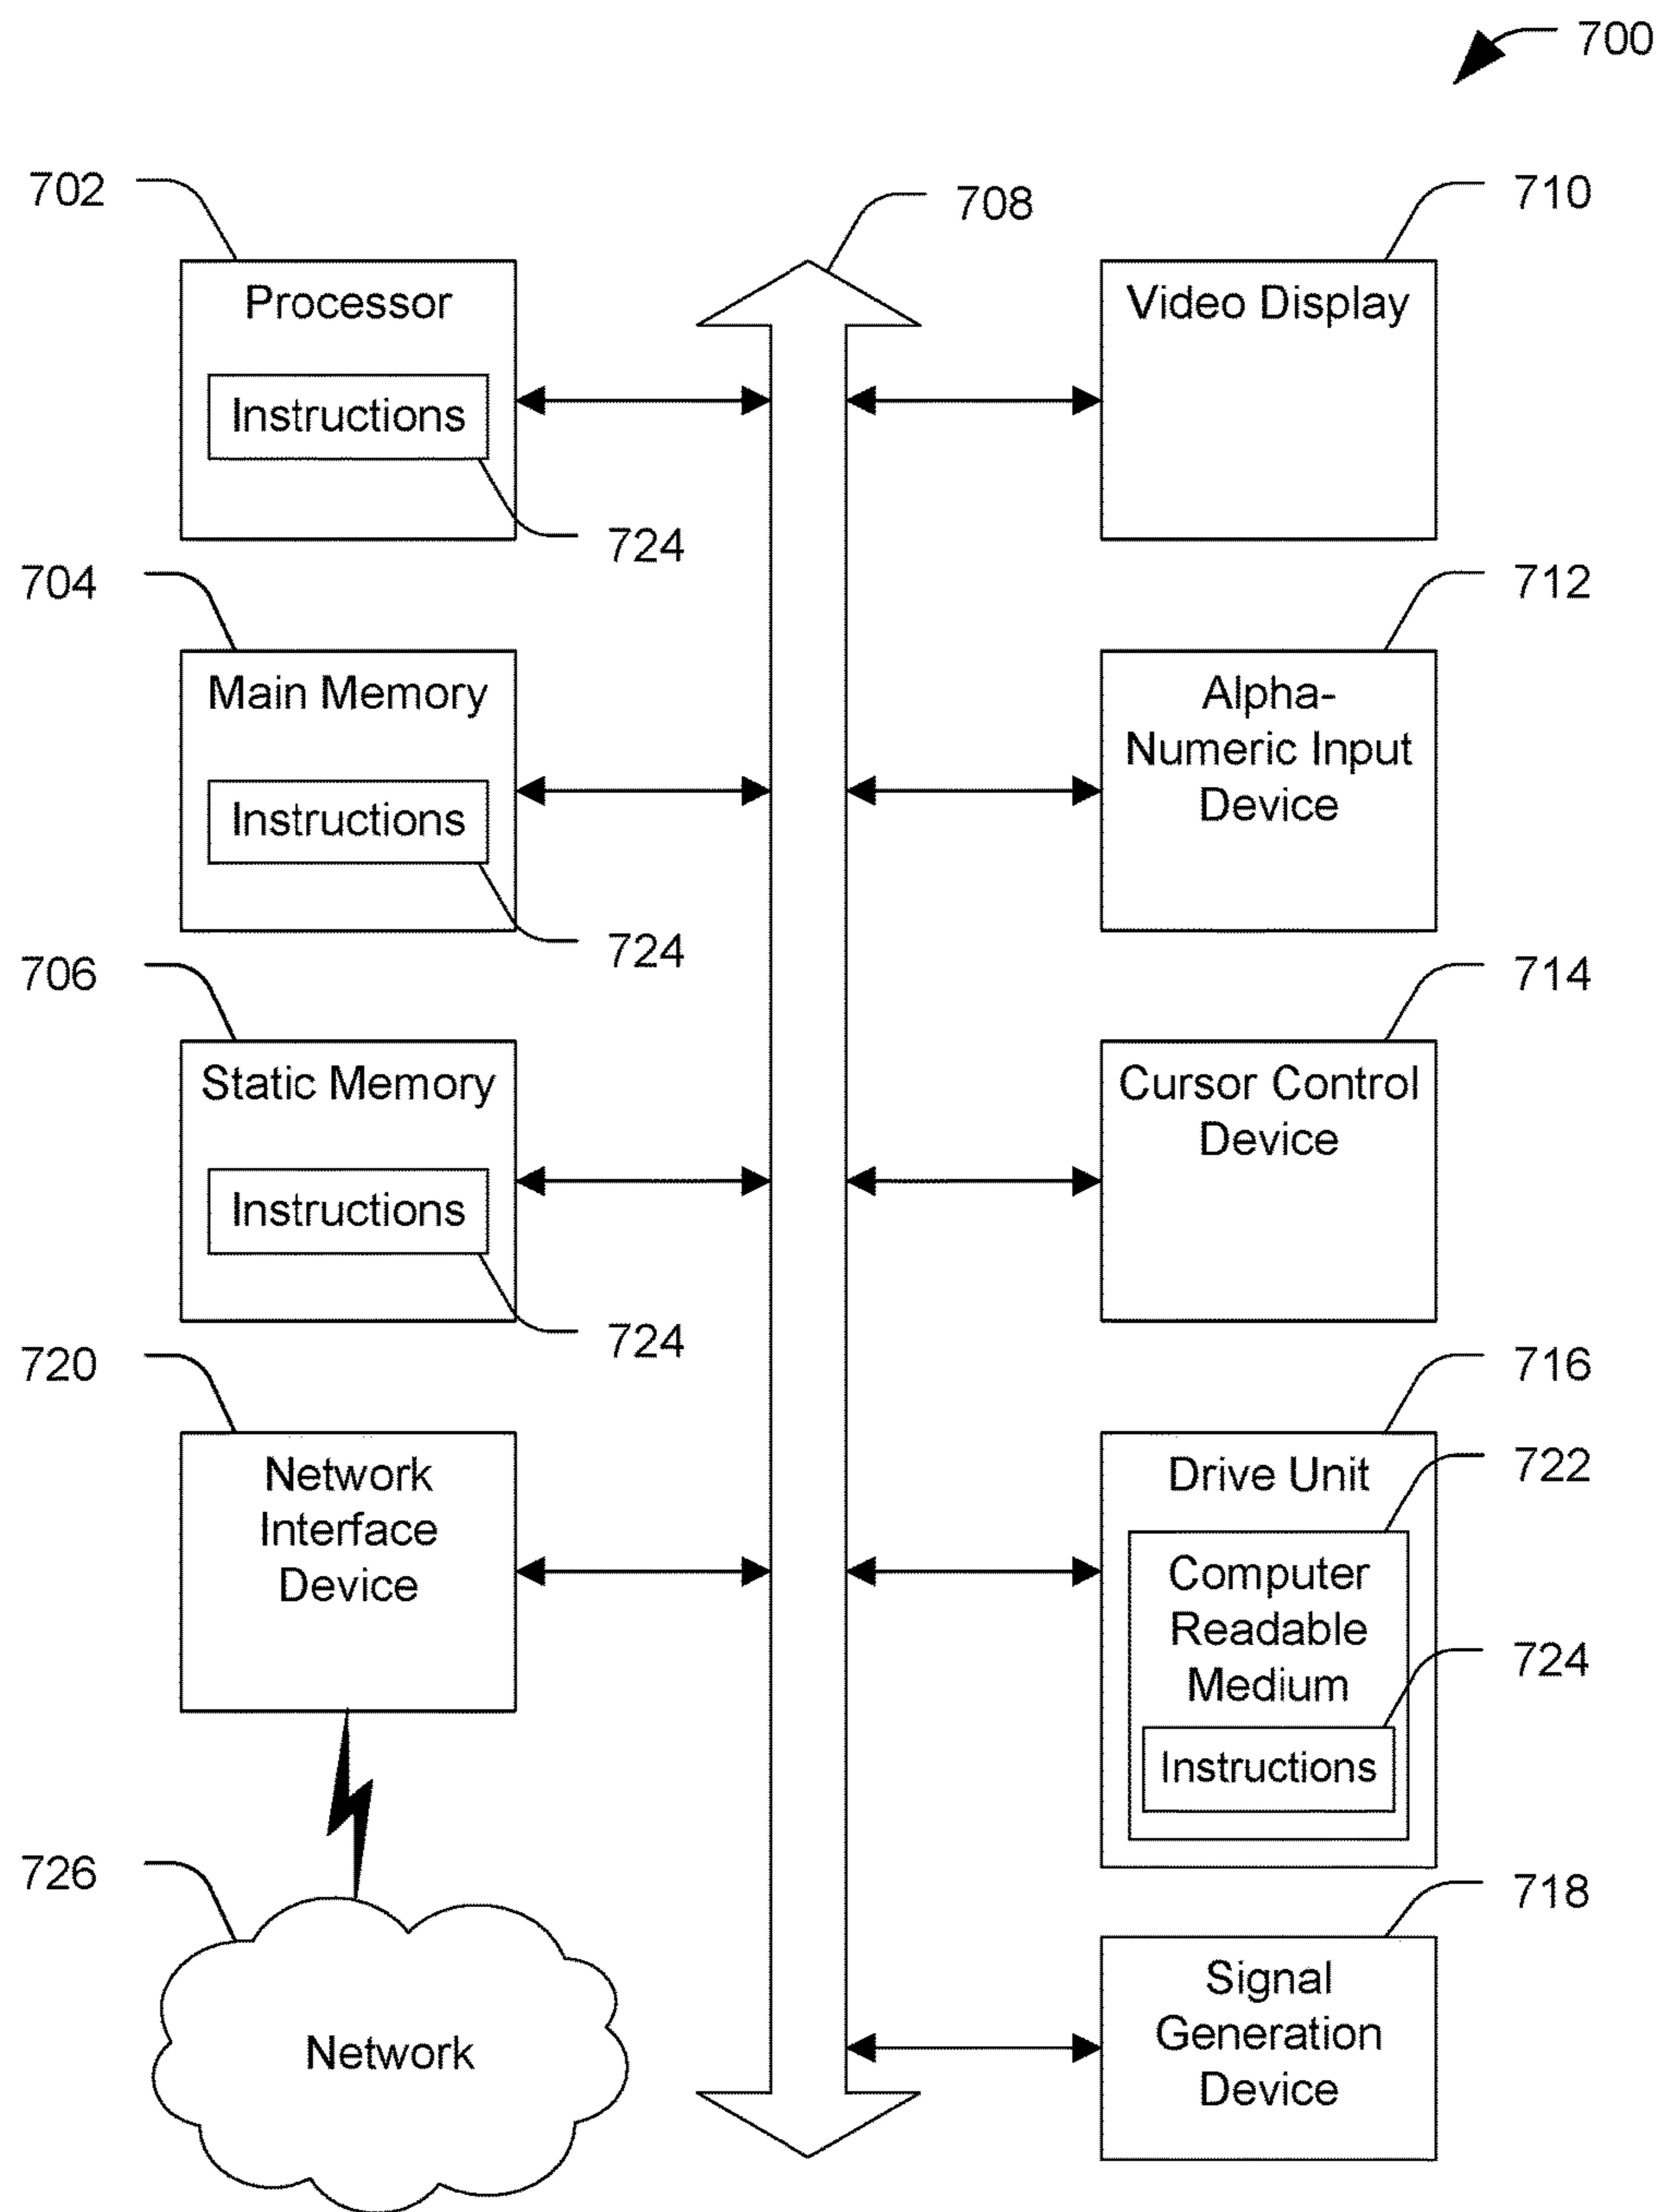 700
702
708
710
Processor
Video Display
Instructions
724
704
712
Main Memory
Alpha-
Numeric Input
Device
Instructions
724
706
714
Static Memory
Cursor Control
Device
Instructions
724
720
716
Network
Interface
Device
Drive Unit
722
Computer
Readable
Medium
724
Instructions
726
718
Network
Signal
Generation
Device